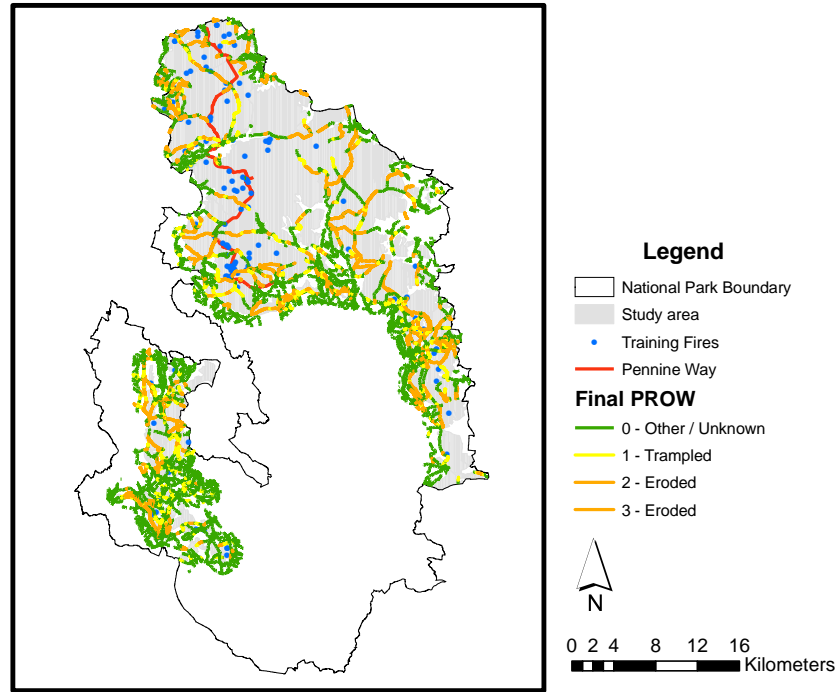 Legend
National Park Boundary
Study area
Training Fires
Pennine Way
Final PROW
0 - Other / Unknown
1 - Trampled
2 - Eroded
3 - Eroded
N
0 2 4 8 12 16
Kilometers